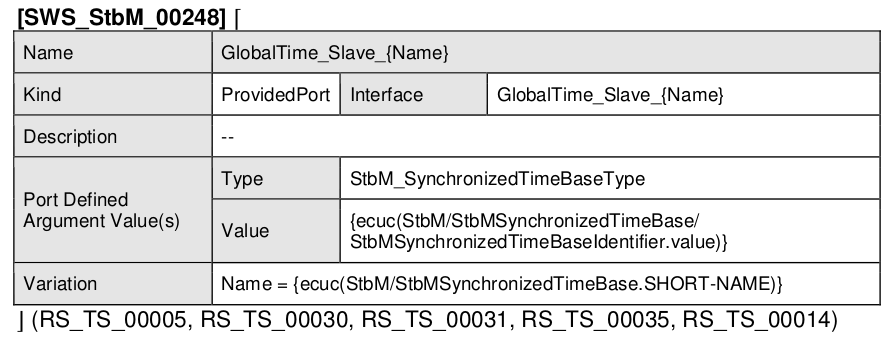 [SWS_StbM_00248] ⌈
Name GlobalTime_Slave_{Name}
Kind ProvidedPort Interface GlobalTime_Slave_{Name}
Description --
Port Defined Argument Value(s) Type StbM_SynchronizedTimeBaseType
Value {ecuc(StbM/StbMSynchronizedTimeBase/
StbMSynchronizedTimeBaseIdentifier.value)}
Variation Name = {ecuc(StbM/StbMSynchronizedTimeBase.SHORT-NAME)}
⌋ (RS_TS_00005, RS_TS_00030, RS_TS_00031, RS_TS_00035, RS_TS_00014)